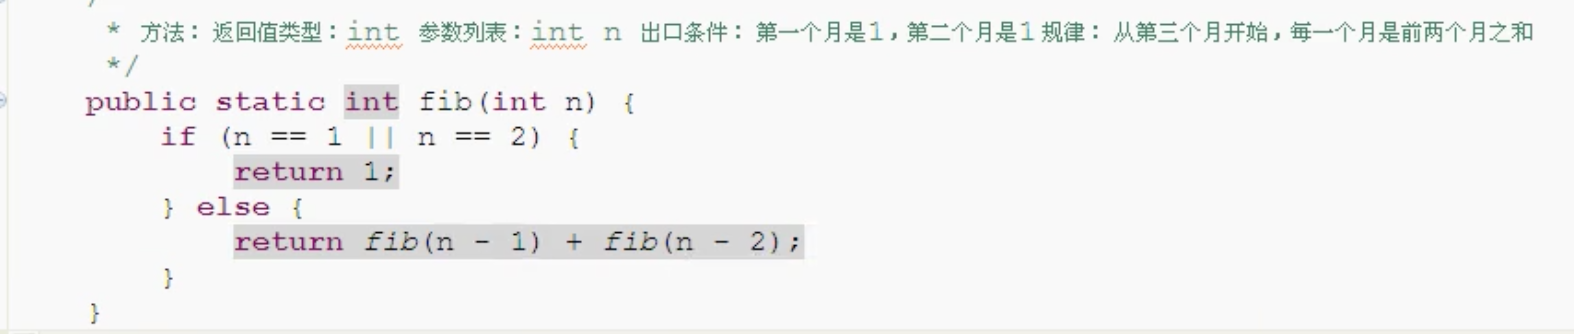 * 方法：返回值类型：int 参数列表：int n 出口条件：第一个月是1，第二个月是1 规律：从第三个月开始，每一个月是前两个月之和
*/
public static int fib(int n) {
if (n == 1 || n == 2) {
return 1;
} else {
return fib(n - 1) + fib(n - 2);
}
}